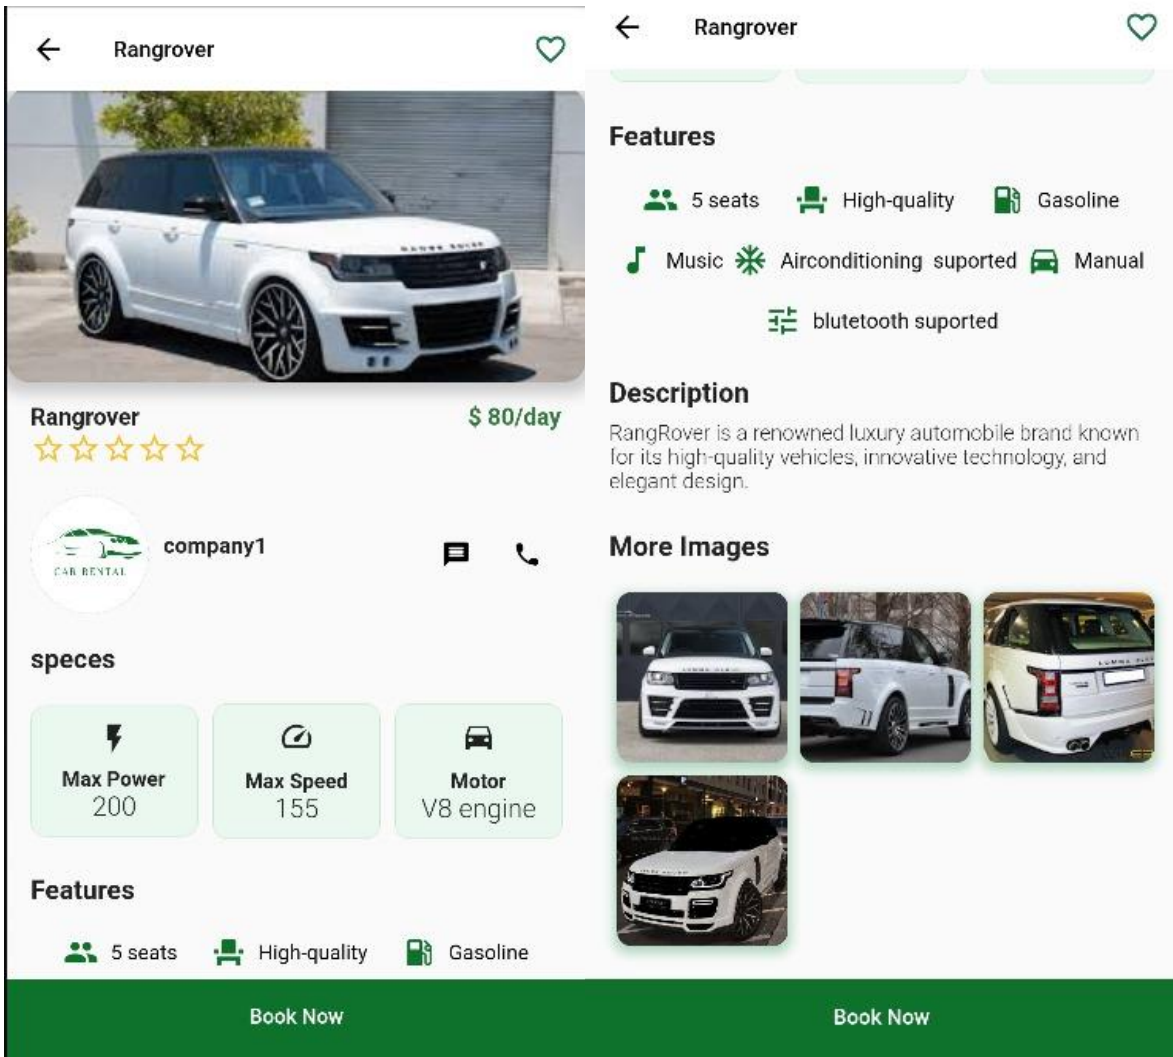 Rangrover
RANGE ROVER
Rangrover
$ 80/day
company1
CAR RENTAL
speces
Max Power
200
Max Speed
155
Motor
V8 engine
Features
5 seats
High-quality
Gasoline
Book Now
Rangrover
Features
5 seats
High-quality
Gasoline
Music
Airconditioning suported
Manual
blutetooth suported
Description
RangRover is a renowned luxury automobile brand known
for its high-quality vehicles, innovative technology, and
elegant design.
More Images
Book Now